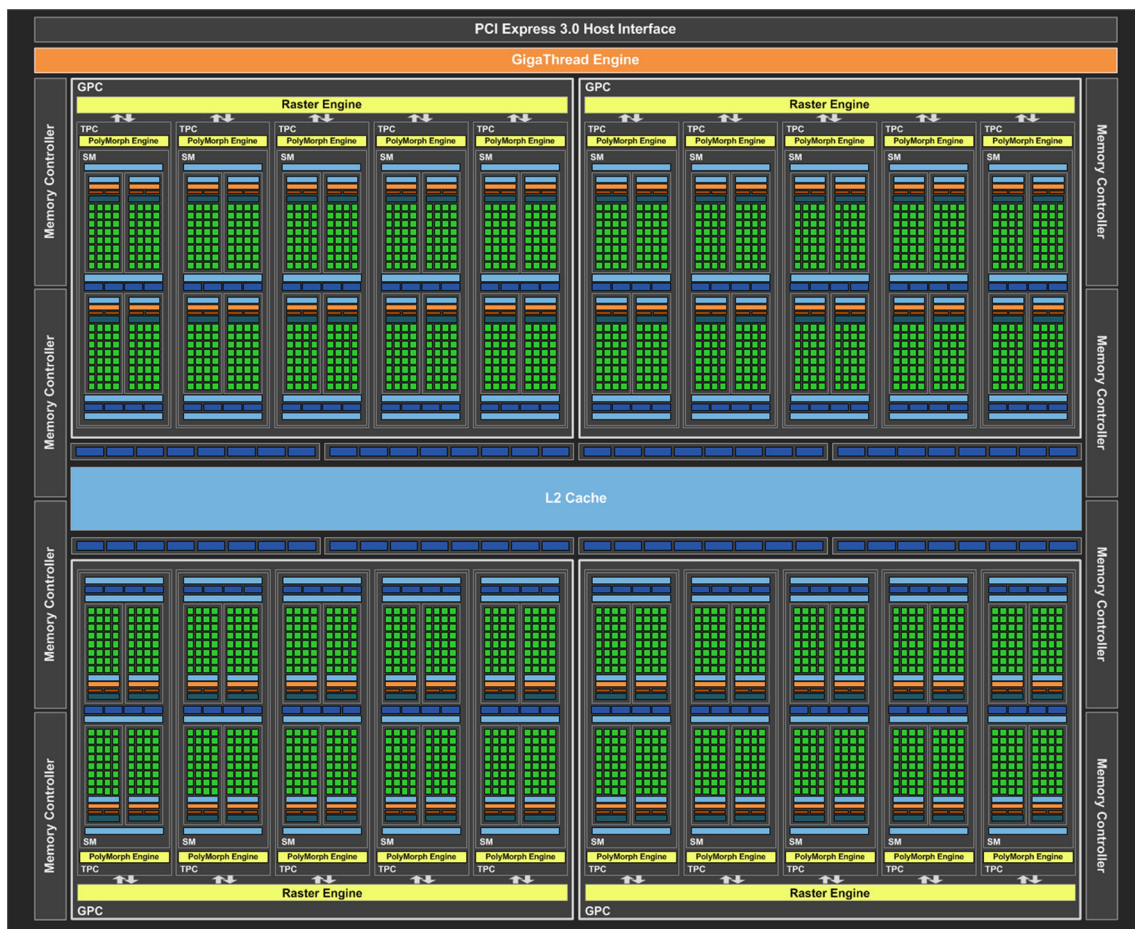 PCI Express 3.0 Host Interface
GigaThread Engine
Memory Controller
Memory Controller
Memory Controller
Memory Controller
GPC
Raster Engine
TPC TPC TPC TPC TPC
PolyMorph Engine PolyMorph Engine PolyMorph Engine PolyMorph Engine PolyMorph Engine
SM SM SM SM SM
GPC
Raster Engine
TPC TPC TPC TPC TPC
PolyMorph Engine PolyMorph Engine PolyMorph Engine PolyMorph Engine PolyMorph Engine
SM SM SM SM SM
L2 Cache
SM SM SM SM SM
PolyMorph Engine PolyMorph Engine PolyMorph Engine PolyMorph Engine PolyMorph Engine
TPC TPC TPC TPC TPC
Raster Engine
GPC
SM SM SM SM SM
PolyMorph Engine PolyMorph Engine PolyMorph Engine PolyMorph Engine PolyMorph Engine
TPC TPC TPC TPC TPC
Raster Engine
GPC
Memory Controller
Memory Controller
Memory Controller
Memory Controller